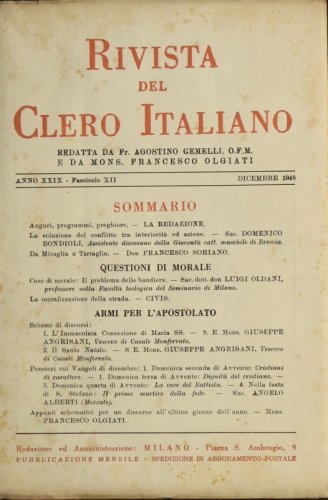 RIVISTA
DEL
CLERO ITALIANO
REDATTA DA Fr. AGOSTINO GEMELLI, O.F.M.
E DA MONS. FRANCESCO OLGIATI
ANNO XXIX - Fascicolo XII DICEMBRE 1948
SOMMARIO
Auguri, programmi, preghiere. — LA REDAZIONE.
La soluzione del conflitto tra interiorità ed azione. — Sac. DOMENICO
BONDIOLI, Assistente diocesano della Gioventù catt. maschile di Brescia.
Da Miraglia a Tartaglia. — Don FRANCESCO SORIANO.
QUESTIONI DI MORALE
Caso di morale: Il problema delle bandiere. — Sac. dott. don LUIGI OLDANI,
professore nella Facoltà teologica del Seminario di Milano.
La moralizzazione della strada. — CIVIS.
ARMI PER L'APOSTOLATO
Schemi di discorsi:
1. L'Immacolata Concezione di Maria SS. — S. E. Mons. GIUSEPPE
ANGRISANI, Vescovo di Casale Monferrato.
2. Il Santo Natale. — S. E. Mons. GIUSEPPE ANGRISANI, Vescovo
di Casale Monferrato.
Pensieri sui Vangeli di dicembre: 1. Domenica seconda di Avvento: Cristiani
di carattere. — 1. Domenica terza di Avvento: Dignità del cristiano. —
3. Domenica quarta di Avvento: La voce del Battista. — 4. Nella festa
di S. Stefano: Il primo martire della fede. — Sac. ANGELO
ALBERTI (Mozzabg).
Appunti schematici per un discorso all'ultimo giorno dell'anno. — Mons.
FRANCESCO OLGIATI.
Redazione ed Amministrazione: MILANO - Piazza S. Ambrogio, 9
PUBBLICAZIONE MENSILE - SPEDIZIONE IN ABBONAMENTO POSTALE